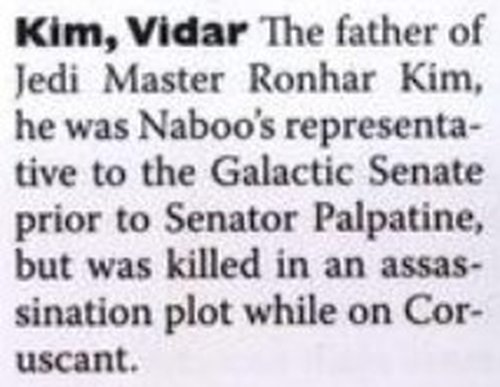 Kim, Vidar The father of
Jedi Master Ronhar Kim,
he was Naboo's representa-
tive to the Galactic Senate
prior to Senator Palpatine,
but was killed in an assas-
sination plot while on Cor-
uscant.